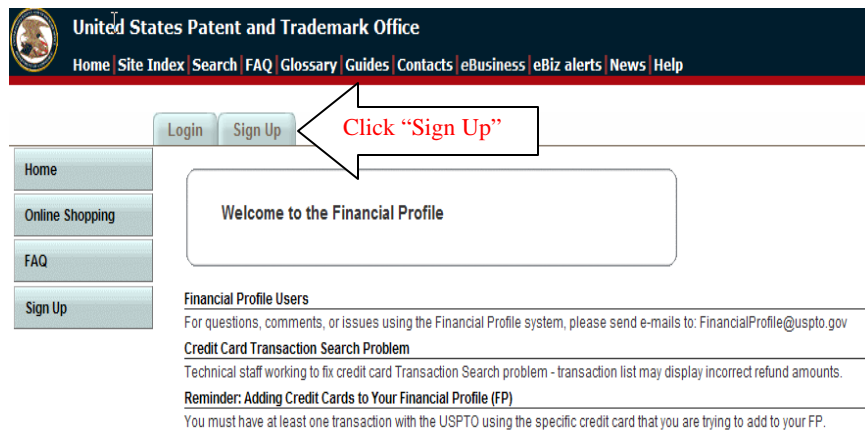 United States Patent and Trademark Office
Home|Site Index|Search|FAQ|Glossary|Guides|Contacts|eBusiness|eBiz alerts|News|Help
Login Sign Up
Click “Sign Up”
Home
Online Shopping
FAQ
Sign Up
Welcome to the Financial Profile
Financial Profile Users
For questions, comments, or issues using the Financial Profile system, please send e-mails to: FinancialProfile@uspto.gov
Credit Card Transaction Search Problem
Technical staff working to fix credit card Transaction Search problem - transaction list may display incorrect refund amounts.
Reminder: Adding Credit Cards to Your Financial Profile (FP)
You must have at least one transaction with the USPTO using the specific credit card that you are trying to add to your FP.